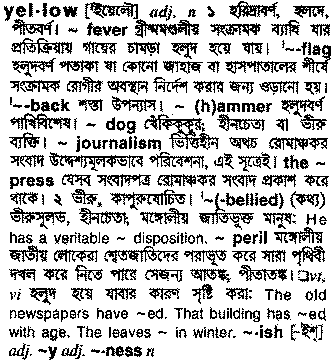 yel·low [ˈইয়েলৌ] adj, n ১ হরিদ্রাবর্ণ, হলদে,
পীতবর্ণ। ~ fever গ্রীষ্মমণ্ডলীয় সংক্রামক ব্যাধি যার
প্রতিক্রিয়ায় গায়ের চামড়া হলুদ হয়ে যায়। ˈ~-flag
হলুদবর্ণ পতাকা যা কোনো জাহাজ বা হাসপাতালের শীর্ষে
সংক্রামক রোগীর অবস্থান নির্দেশ করার জন্য ওড়ানো হয়।
ˈ~-back শস্তা উপন্যাস। ~ (h)ammer হলুদবর্ণ
পাখিবিশেষ। ~ dog খেঁকিকুকুর; হীনচেতা বা ভীরু
ব্যক্তি। ~ journalism ভিত্তিহীন অথচ রোমাঞ্চকর
সংবাদ উদ্দেশ্যমূলকভাবে পরিবেশনা, এই সূত্রেই। the ~
press যেসব সংবাদপত্র রোমাঞ্চকর সংবাদ প্রকাশ করে
থাকে। ২ ভীরু, কাপুরুষোচিত। ˈ~(-bellied) (কথ্য)
ভীরুসুলভ, হীনচেতা; মঙ্গোলীয় জাতিভুক্ত মানুষ: He
has a veritable ~ disposition. ~ peril মঙ্গোলীয়
জাতীয় লোকেরা শ্বেতজাতিদের পরাভূত করে সারা পৃথিবী
দখল করে নিতে পারে সেজন্য আতঙ্ক; পীতাতঙ্ক। □vt,
vi হলুদ হয়ে যাবার কারণ সৃষ্টি করা: The old
newspapers have ~ed. That building has ~ed
with age. The leaves ~ in winter. ~·ish [-ইশ]
adj. ~y adj. ~·ness n